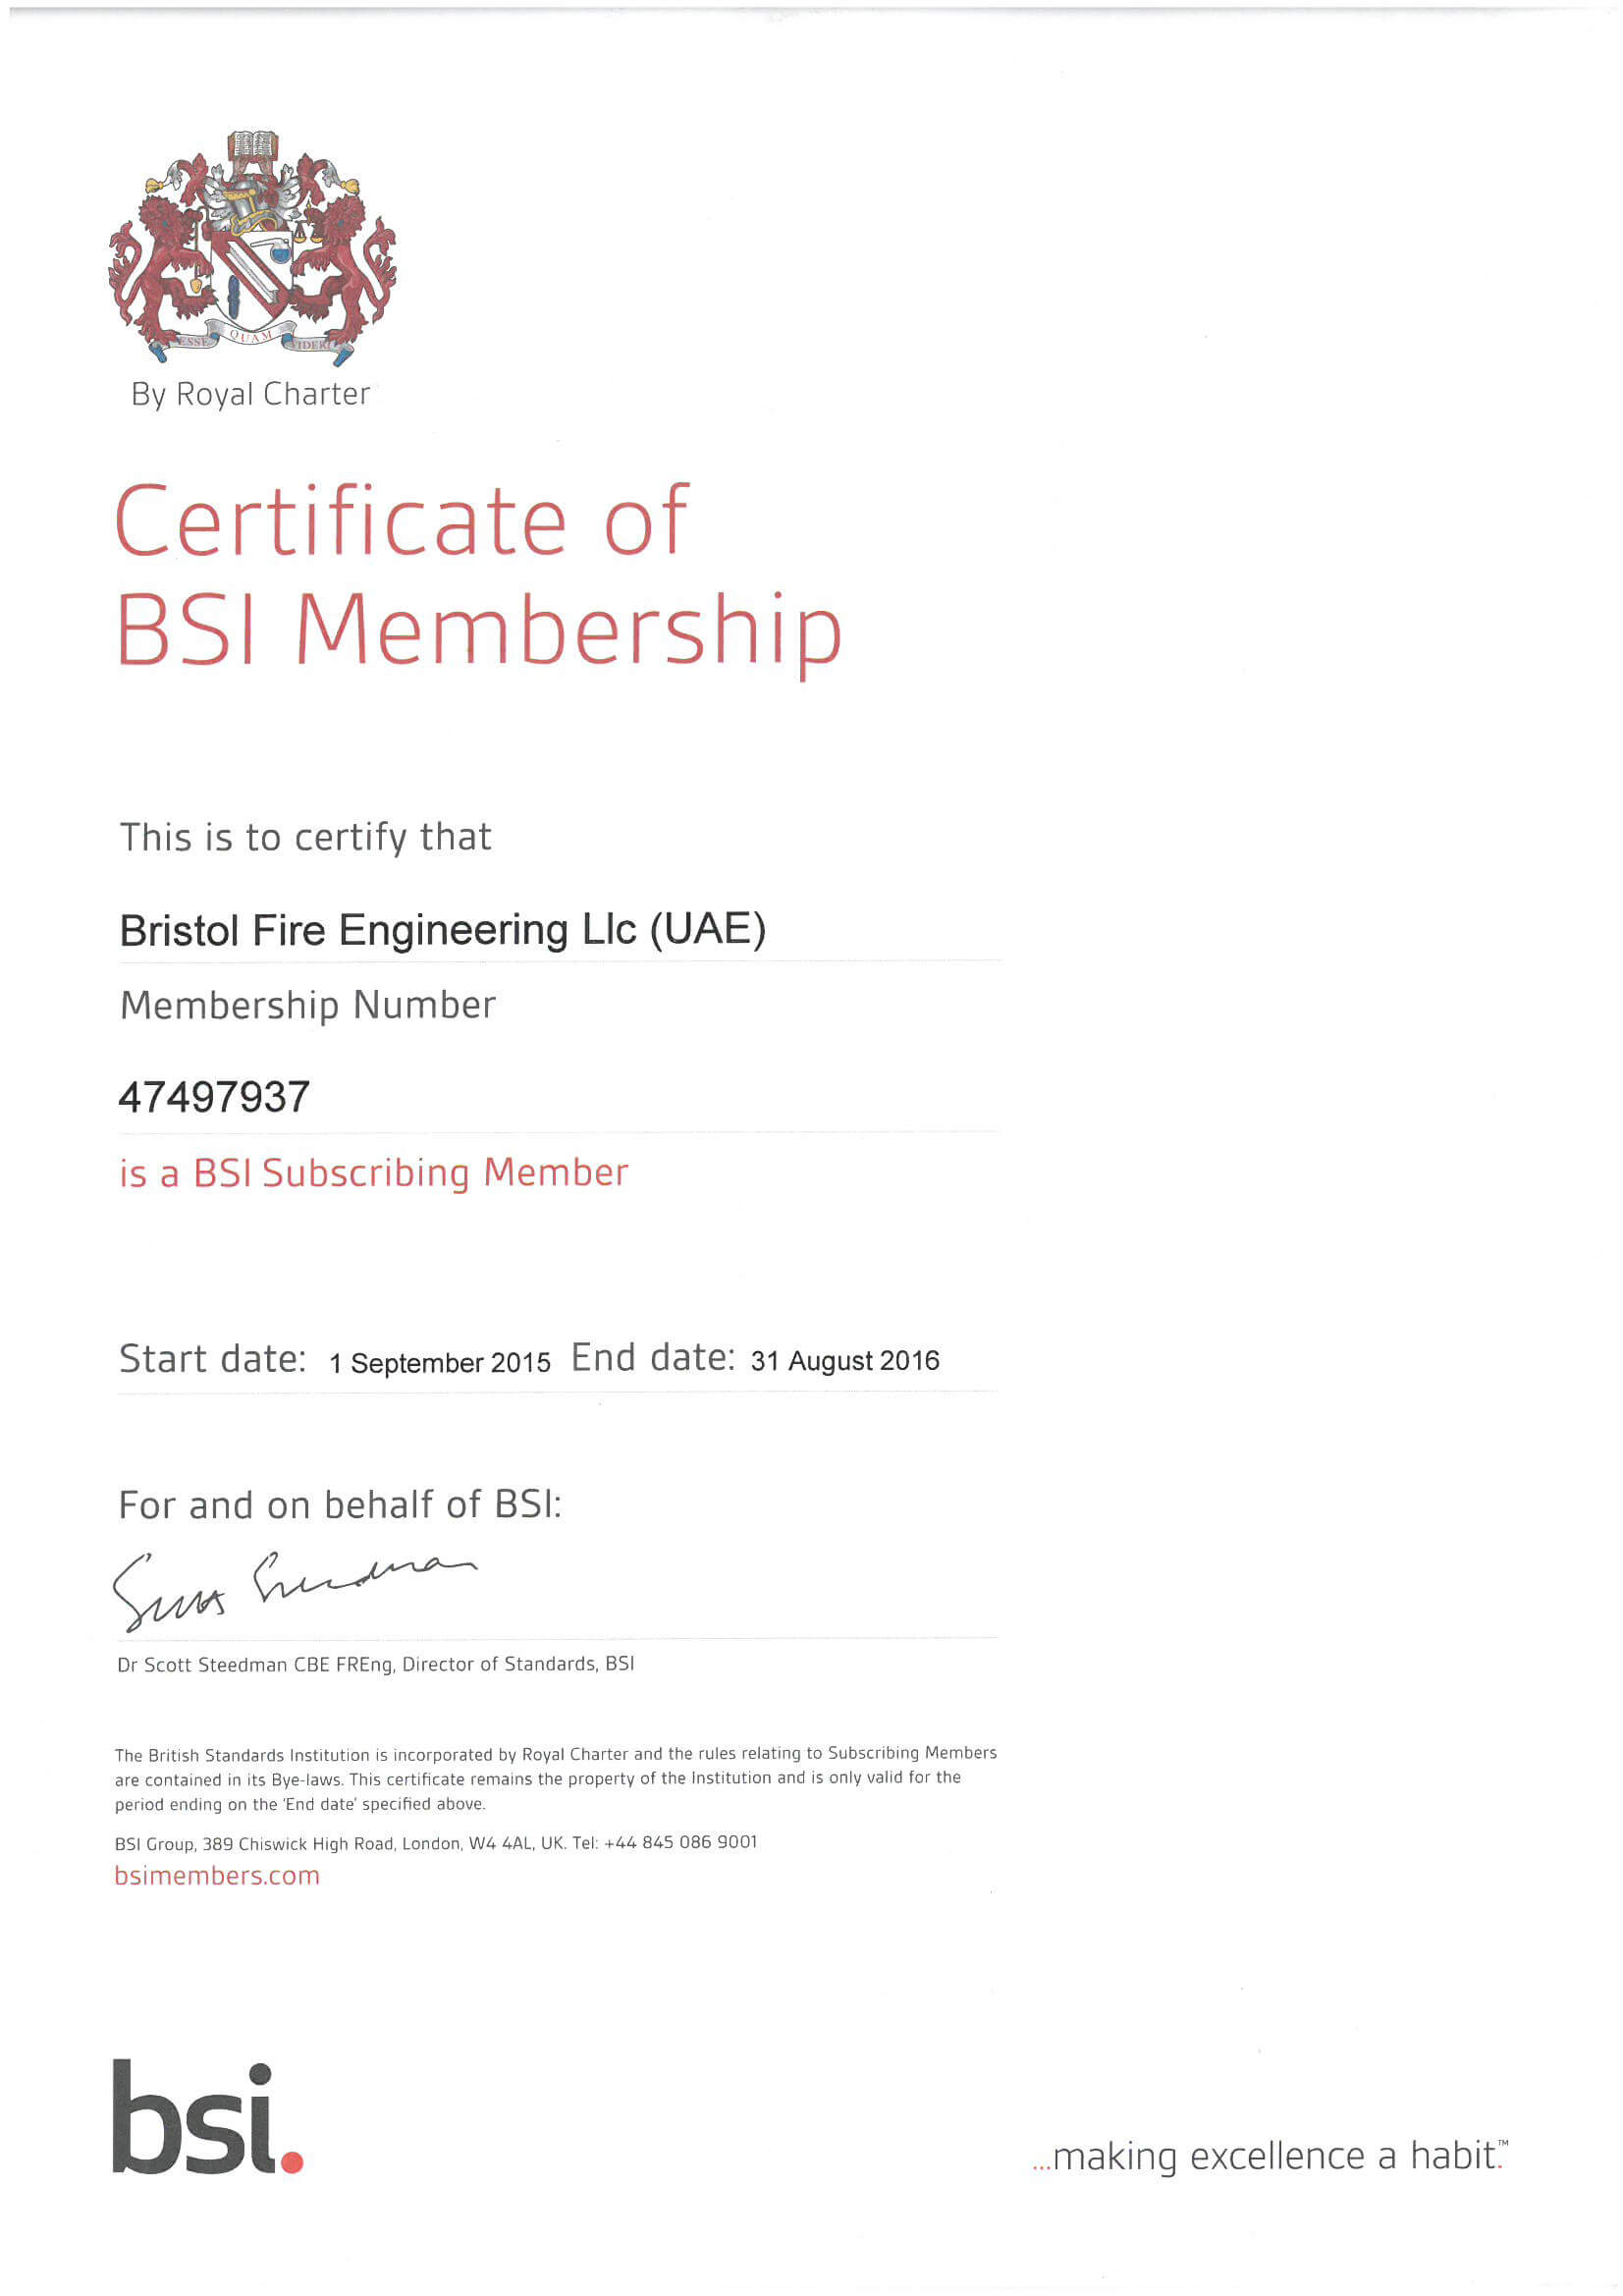 ESSE QUAM VIDERI
By Royal Charter
Certificate of
BSI Membership
This is to certify that
Bristol Fire Engineering Llc (UAE)
Membership Number
47497937
is a BSI Subscribing Member
Start date: 1 September 2015 End date: 31 August 2016
For and on behalf of BSI:
Scott Steedman
Dr Scott Steedman CBE FREng, Director of Standards, BSI
The British Standards Institution is incorporated by Royal Charter and the rules relating to Subscribing Members
are contained in its Bye-laws. This certificate remains the property of the Institution and is only valid for the
period ending on the 'End date' specified above.
BSI Group, 389 Chiswick High Road, London, W4 4AL, UK. Tel: +44 845 086 9001
bsimembers.com
bsi.
...making excellence a habit.™